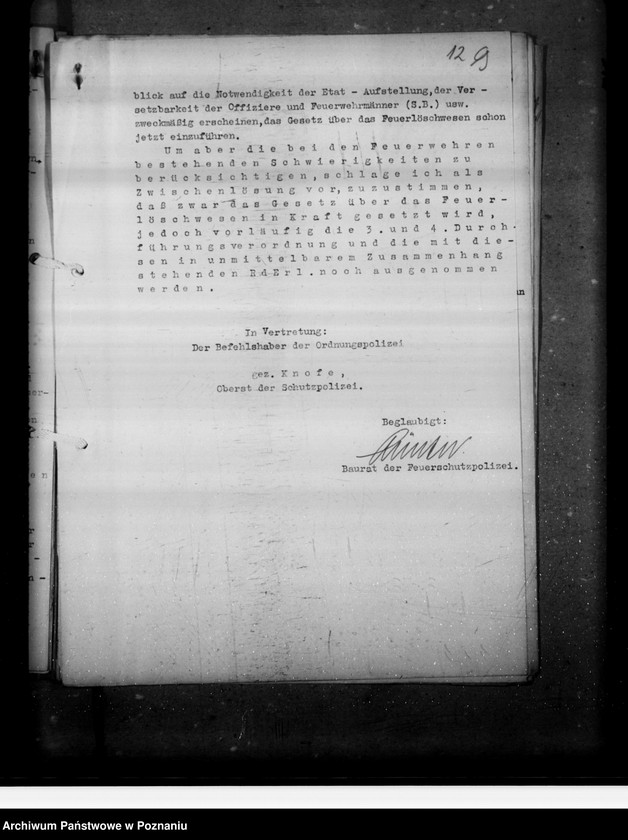 12 9
blick auf die Notwendigkeit der Etat - Aufstellung,der Ver -
setzbarkeit der Offiziere und Feuerwehrmänner (S.B.) usw.
zweckmäßig erscheinen,das Gesetz über das Feuerlöschwesen schon
jetzt einzuführen.
Um aber die bei den Feuerwehren
bestehenden Schwierigkeiten zu
berücksichtigen, schlage ich als
Zwischenlösung vor, zuzustimmen,
daß zwar das Gesetz über das Feuer-
löschwesen in Kraft gesetzt wird,
jedoch vorläufig die 3. und 4. Durch-
führungsverordnung und die mit die-
sen in unmittelbarem Zusammenhang
stehenden RdErl. noch ausgenommen
werden.
In Vertretung:
Der Befehlshaber der Ordnungspolizei
gez. Knofe,
Oberst der Schutzpolizei.
Beglaubigt:
Baurat der Feuerschutzpolizei.
Archiwum Państwowe w Poznaniu